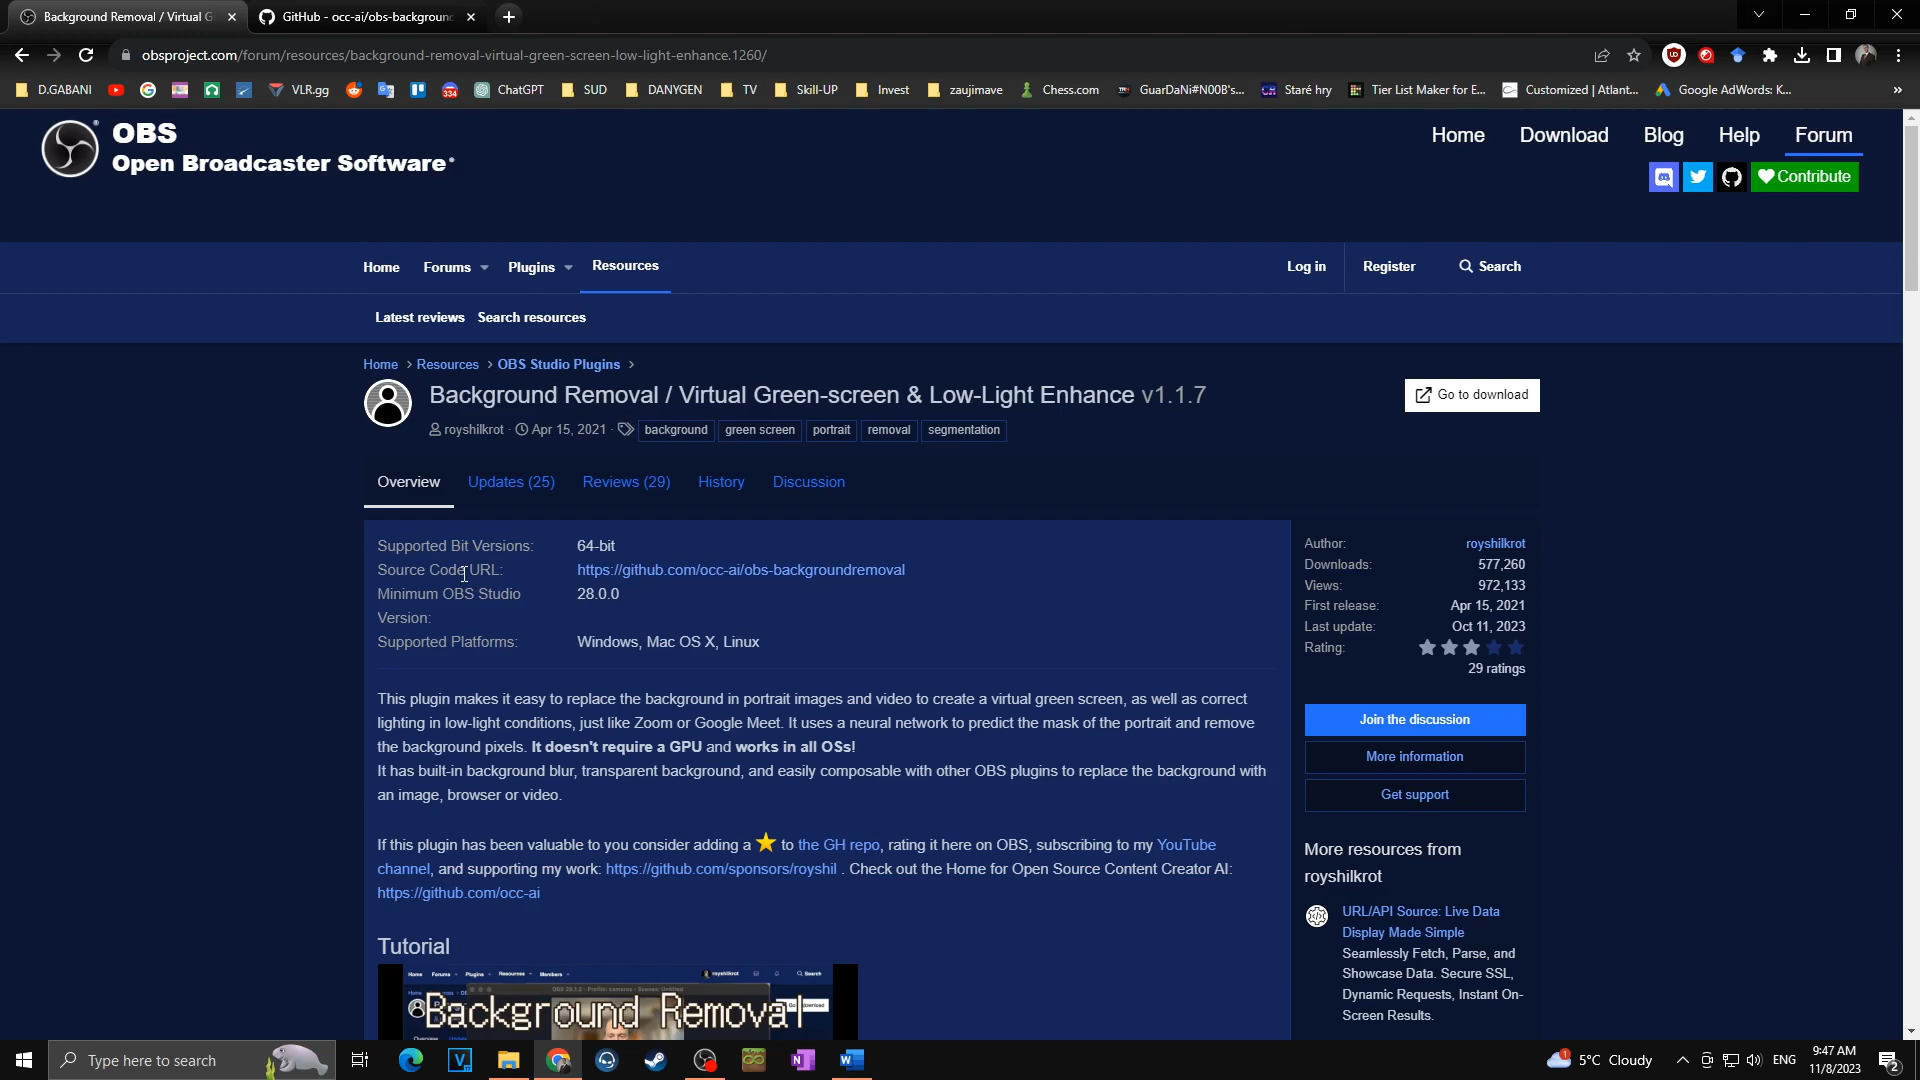 Background Removal / Virtual G
GitHub - occ-ai/obs-background
obsproject.com/forum/resources/background-removal-virtual-green-screen-low-light-enhance.1260/
D.GABANI
VLR.gg
334
ChatGPT
SUD
DANYGEN
TV
Skill-UP
Invest
zaujimave
Chess.com
GuarDaNi#N00B's...
Staré hry
Tier List Maker for E...
Customized | Atlant...
Google AdWords: K...
OBS
Open Broadcaster Software
Home
Download
Blog
Help
Forum
Contribute
Home
Forums
Plugins
Resources
Log in
Register
Search
Latest reviews
Search resources
Home > Resources > OBS Studio Plugins >
Background Removal / Virtual Green-screen & Low-Light Enhance v1.1.7
Go to download
royshilkrot · Apr 15, 2021 · background green screen portrait removal segmentation
Overview
Updates (25)
Reviews (29)
History
Discussion
Supported Bit Versions: 64-bit
Source Code URL: https://github.com/occ-ai/obs-backgroundremoval
Minimum OBS Studio 28.0.0
Version:
Supported Platforms: Windows, Mac OS X, Linux
This plugin makes it easy to replace the background in portrait images and video to create a virtual green screen, as well as correct
lighting in low-light conditions, just like Zoom or Google Meet. It uses a neural network to predict the mask of the portrait and remove
the background pixels. It doesn't require a GPU and works in all OSs!
It has built-in background blur, transparent background, and easily composable with other OBS plugins to replace the background with
an image, browser or video.
If this plugin has been valuable to you consider adding a ⭐ to the GH repo, rating it here on OBS, subscribing to my YouTube
channel, and supporting my work: https://github.com/sponsors/royshil . Check out the Home for Open Source Content Creator AI:
https://github.com/occ-ai
Tutorial
Background Removal
Author: royshilkrot
Downloads: 577,260
Views: 972,133
First release: Apr 15, 2021
Last update: Oct 11, 2023
Rating:
29 ratings
Join the discussion
More information
Get support
More resources from
royshilkrot
URL/API Source: Live Data
Display Made Simple
Seamlessly Fetch, Parse, and
Showcase Data. Secure SSL,
Dynamic Requests, Instant On-
Screen Results.
Type here to search
5°C Cloudy
ENG
9:47 AM
11/8/2023